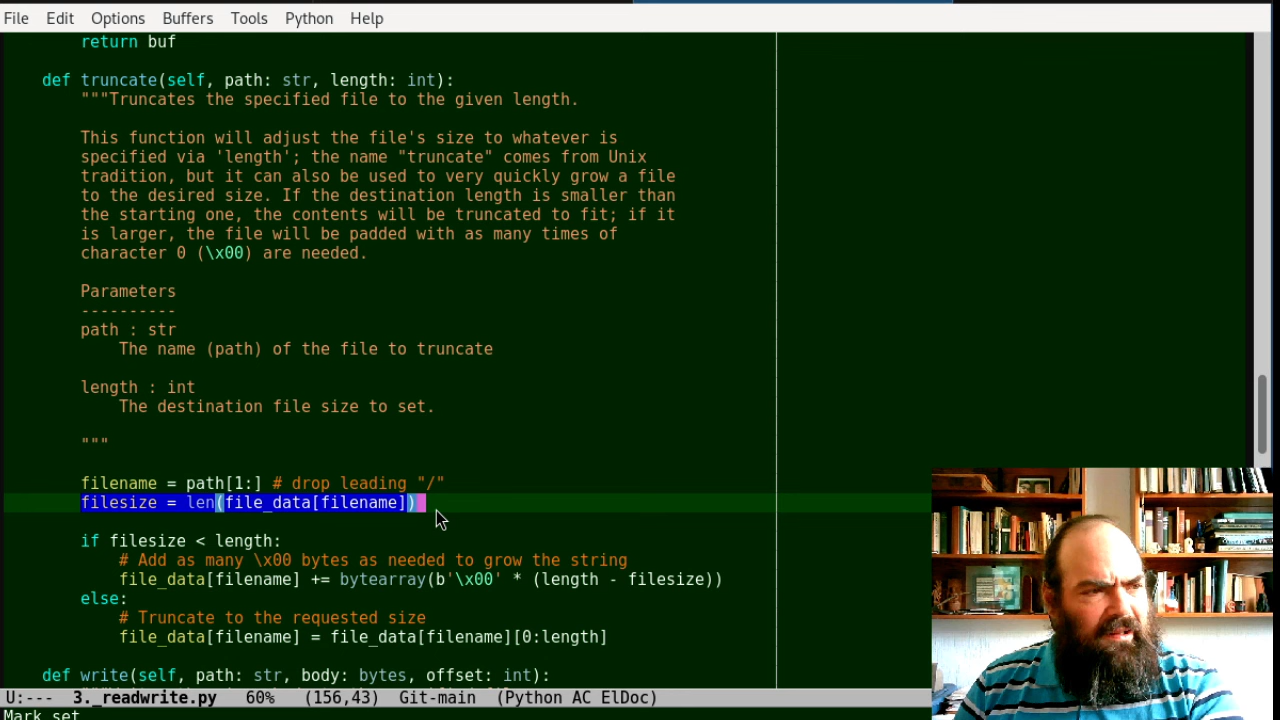 File Edit Options Buffers Tools Python Help
return buf
def truncate(self, path: str, length: int):
"""Truncates the specified file to the given length.
This function will adjust the file's size to whatever is
specified via 'length'; the name "truncate" comes from Unix
tradition, but it can also be used to very quickly grow a file
to the desired size. If the destination length is smaller than
the starting one, the contents will be truncated to fit; if it
is larger, the file will be padded with as many times of
character 0 (\x00) are needed.
Parameters
----------
path : str
The name (path) of the file to truncate
length : int
The destination file size to set.
"""
filename = path[1:] # drop leading "/"
filesize = len(file_data[filename])
if filesize < length:
# Add as many \x00 bytes as needed to grow the string
file_data[filename] += bytearray(b'\x00' * (length - filesize))
else:
# Truncate to the requested size
file_data[filename] = file_data[filename][0:length]
def write(self, path: str, body: bytes, offset: int):
U:--- 3._readwrite.py 60% (156,43) Git-main (Python AC ElDoc)
Mark set